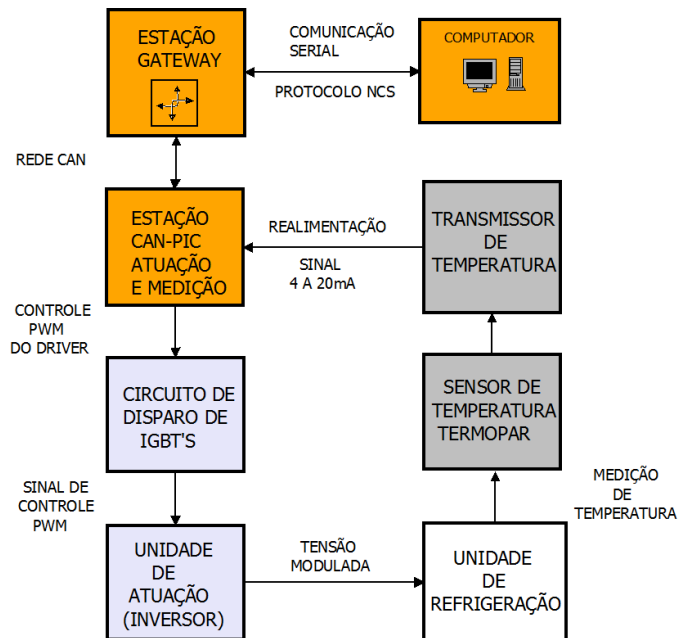 ESTAÇÃO
GATEWAY
COMUNICAÇÃO
SERIAL
PROTOCOLO NCS
COMPUTADOR
REDE CAN
ESTAÇÃO
CAN-PIC
ATUAÇÃO
E MEDIÇÃO
REALIMENTAÇÃO
SINAL
4 A 20mA
TRANSMISSOR
DE
TEMPERATURA
CONTROLE
PWM
DO DRIVER
CIRCUITO DE
DISPARO DE
IGBT'S
SENSOR DE
TEMPERATURA
TERMOPAR
SINAL DE
CONTROLE
PWM
MEDIÇÃO
DE
TEMPERATURA
UNIDADE
DE
ATUAÇÃO
(INVERSOR)
TENSÃO
MODULADA
UNIDADE
DE
REFRIGERAÇÃO